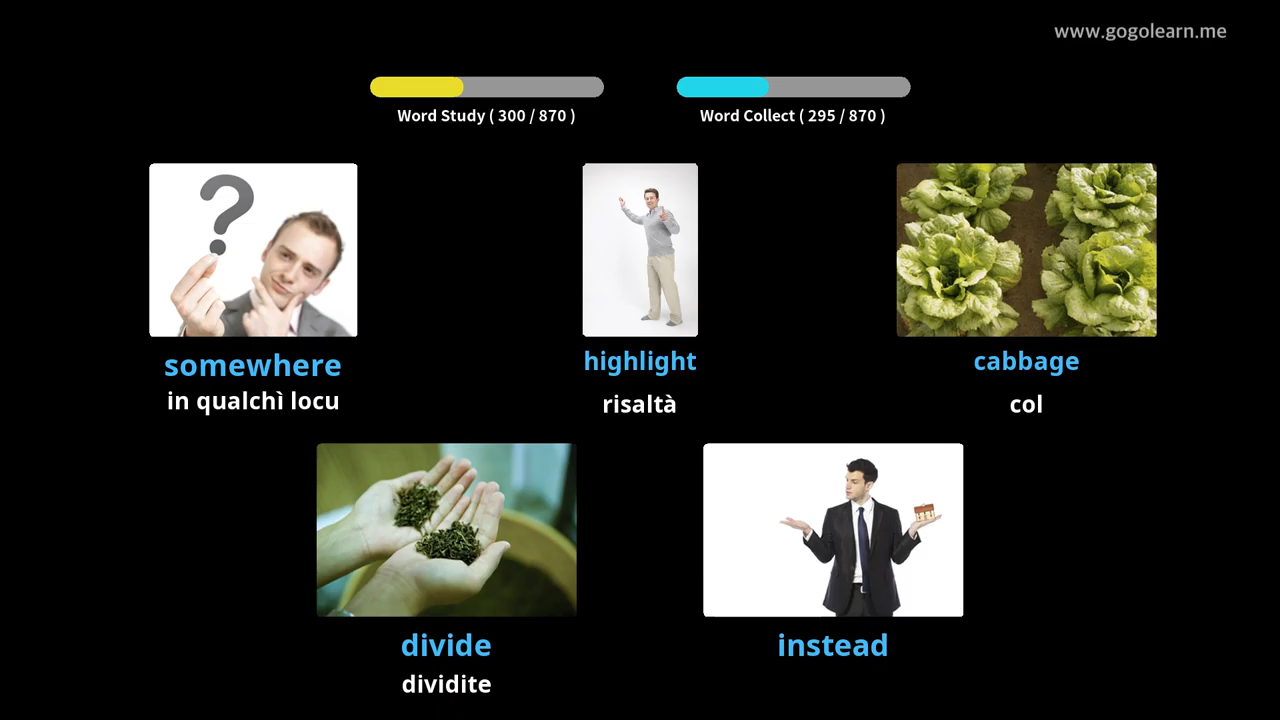 www.gogolearn.me
Word Study ( 300 / 870 )
Word Collect ( 295 / 870 )
?
somewhere
in qualchì locu
highlight
risaltà
cabbage
col
divide
dividite
instead